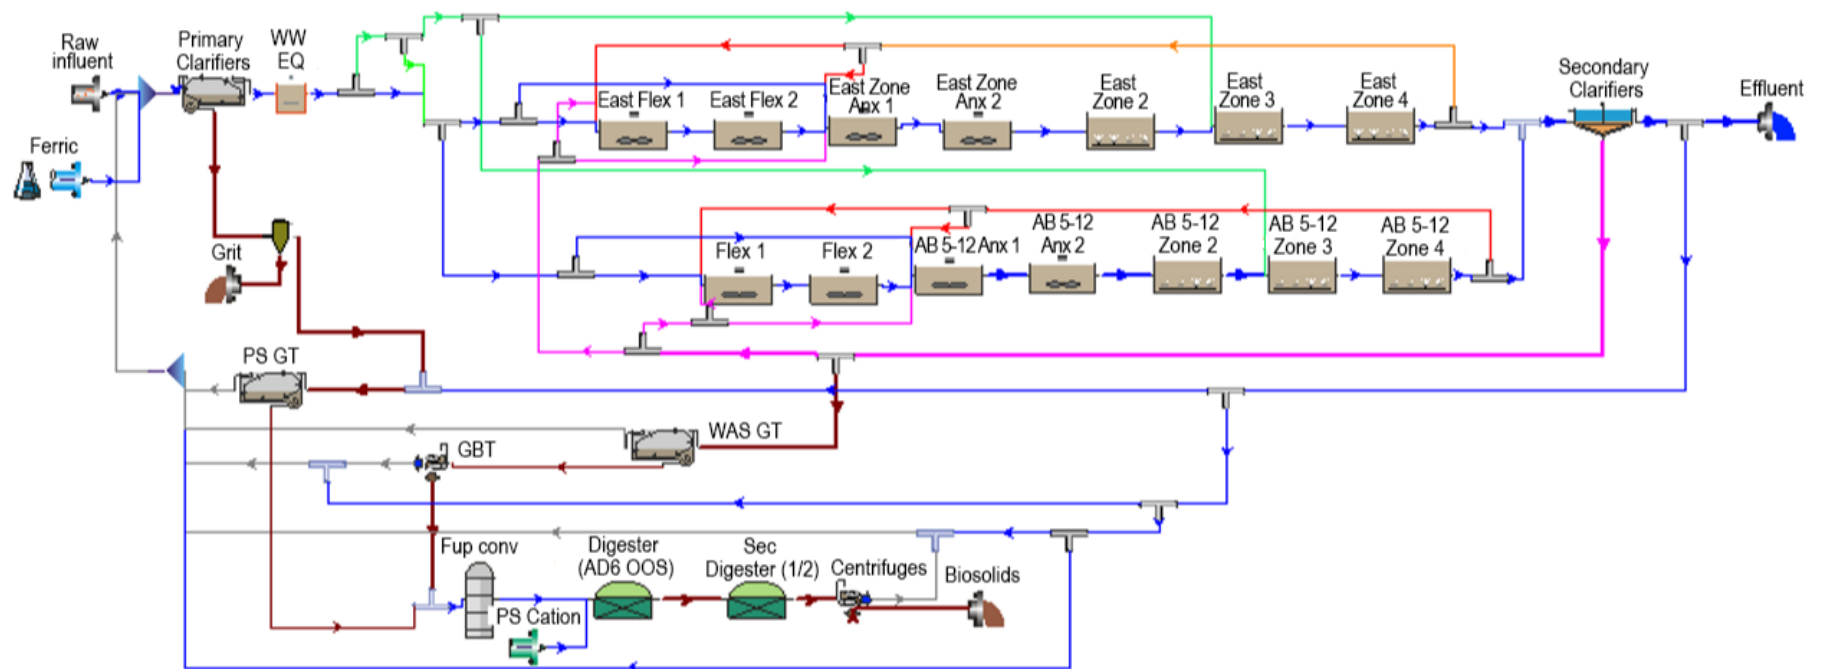 Raw
influent
Primary
Clarifiers
WW
EQ
Ferric
East Flex 1
East Flex 2
East Zone
Anx 1
East Zone
Anx 2
East
Zone 2
East
Zone 3
East
Zone 4
Secondary
Clarifiers
Effluent
Grit
Flex 1
Flex 2
AB 5-12 Anx 1
AB 5-12
Anx 2
AB 5-12
Zone 2
AB 5-12
Zone 3
AB 5-12
Zone 4
PS GT
WAS GT
GBT
Fup conv
Digester
(AD6 OOS)
Sec
Digester (1/2)
Centrifuges
Biosolids
PS Cation